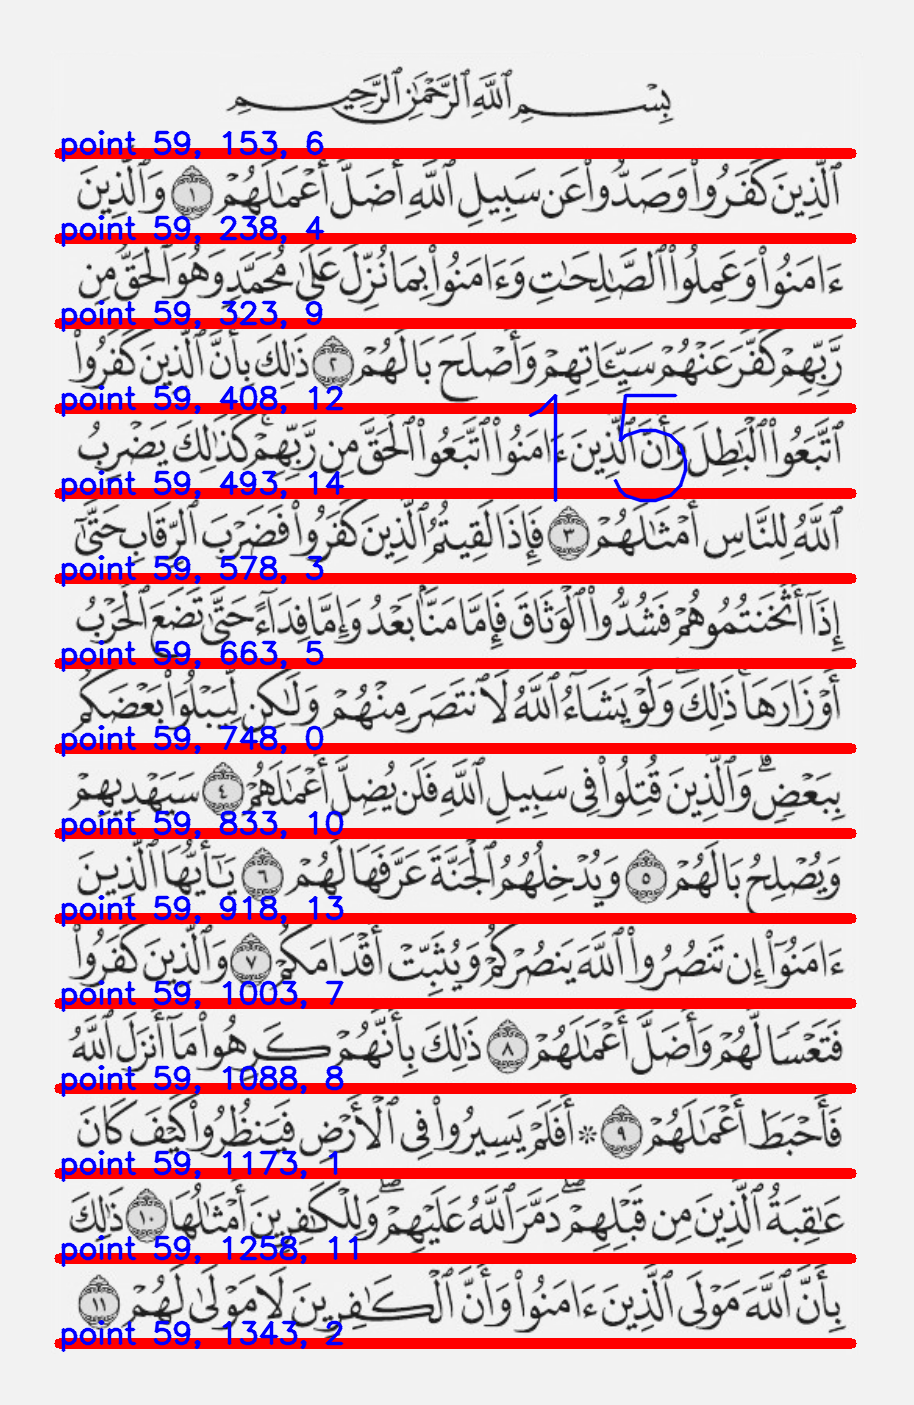 بِسْمِ ٱللَّهِ ٱلرَّحْمَٰنِ ٱلرَّحِيمِ
point 59, 153, 6
ٱلَّذِينَ كَفَرُوا۟ وَصَدُّوا۟ عَن سَبِيلِ ٱللَّهِ أَضَلَّ أَعْمَٰلَهُمْ ١ وَٱلَّذِينَ
point 59, 238, 4
ءَامَنُوا۟ وَعَمِلُوا۟ ٱلصَّٰلِحَٰتِ وَءَامَنُوا۟ بِمَا نُزِّلَ عَلَىٰ مُحَمَّدٍ وَهُوَ ٱلْحَقُّ مِن
point 59, 323, 9
رَّبِّهِمْ كَفَّرَ عَنْهُمْ سَيِّـَٔاتِهِمْ وَأَصْلَحَ بَالَهُمْ ٢ ذَٰلِكَ بِأَنَّ ٱلَّذِينَ كَفَرُوا۟
point 59, 408, 12
ٱتَّبَعُوا۟ ٱلْبَٰطِلَ وَأَنَّ ٱلَّذِينَ ءَامَنُوا۟ ٱتَّبَعُوا۟ ٱلْحَقَّ مِن رَّبِّهِمْ ۚ كَذَٰلِكَ يَضْرِبُ
15
point 59, 493, 14
ٱللَّهُ لِلنَّاسِ أَمْثَٰلَهُمْ ٣ فَإِذَا لَقِيتُمُ ٱلَّذِينَ كَفَرُوا۟ فَضَرْبَ ٱلرِّقَابِ حَتَّىٰٓ
point 59, 578, 3
إِذَآ أَثْخَنتُمُوهُمْ فَشُدُّوا۟ ٱلْوَثَاقَ فَإِمَّا مَنًّۢا بَعْدُ وَإِمَّا فِدَآءً حَتَّىٰ تَضَعَ ٱلْحَرْبُ
point 59, 663, 5
أَوْزَارَهَا ۚ ذَٰلِكَ ۖ وَلَوْ يَشَآءُ ٱللَّهُ لَٱنتَصَرَ مِنْهُمْ وَلَٰكِن لِّيَبْلُوَا۟ بَعْضَكُم
point 59, 748, 0
بِبَعْضٍ ۗ وَٱلَّذِينَ قُتِلُوا۟ فِى سَبِيلِ ٱللَّهِ فَلَن يُضِلَّ أَعْمَٰلَهُمْ ٤ سَيَهْدِيهِمْ
point 59, 833, 10
وَيُصْلِحُ بَالَهُمْ ٥ وَيُدْخِلُهُمُ ٱلْجَنَّةَ عَرَّفَهَا لَهُمْ ٦ يَٰٓأَيُّهَا ٱلَّذِينَ
point 59, 918, 13
ءَامَنُوٓا۟ إِن تَنصُرُوا۟ ٱللَّهَ يَنصُرْكُمْ وَيُثَبِّتْ أَقْدَامَكُمْ ٧ وَٱلَّذِينَ كَفَرُوا۟
point 59, 1003, 7
فَتَعْسًا لَّهُمْ وَأَضَلَّ أَعْمَٰلَهُمْ ٨ ذَٰلِكَ بِأَنَّهُمْ كَرِهُوا۟ مَآ أَنزَلَ ٱللَّهُ
point 59, 1088, 8
فَأَحْبَطَ أَعْمَٰلَهُمْ ٩ ۞ أَفَلَمْ يَسِيرُوا۟ فِى ٱلْأَرْضِ فَيَنظُرُوا۟ كَيْفَ كَانَ
point 59, 1173, 1
عَٰقِبَةُ ٱلَّذِينَ مِن قَبْلِهِمْ ۖ دَمَّرَ ٱللَّهُ عَلَيْهِمْ ۖ وَلِلْكَٰفِرِينَ أَمْثَٰلُهَا ١٠ ذَٰلِكَ
point 59, 1258, 11
بِأَنَّ ٱللَّهَ مَوْلَى ٱلَّذِينَ ءَامَنُوا۟ وَأَنَّ ٱلْكَٰفِرِينَ لَا مَوْلَىٰ لَهُمْ ١١
point 59, 1343, 2